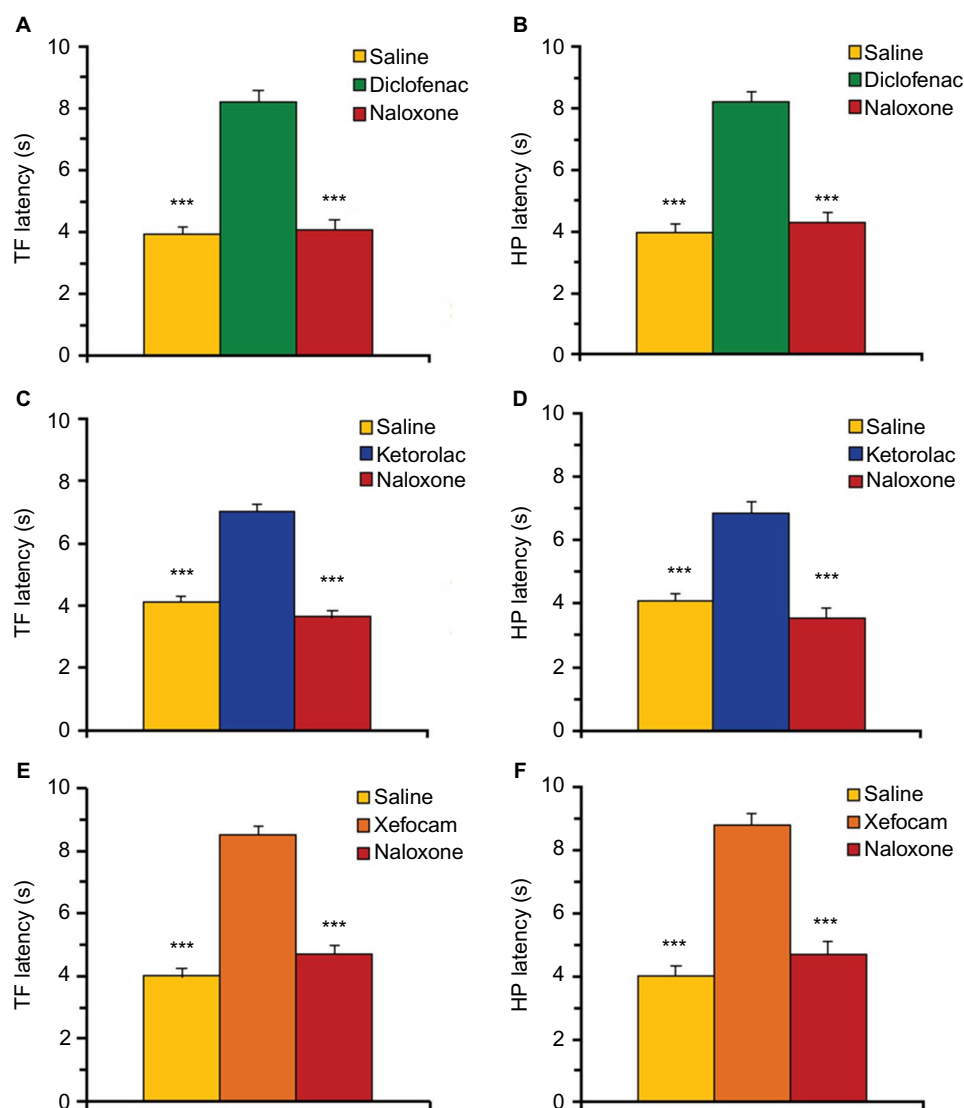 A
10
8
6
4
2
0
TF latency (s)
Saline
Diclofenac
Naloxone
***
***
B
10
8
6
4
2
0
HP latency (s)
Saline
Diclofenac
Naloxone
***
***
C
10
8
6
4
2
0
TF latency (s)
Saline
Ketorolac
Naloxone
***
***
D
10
8
6
4
2
0
HP latency (s)
Saline
Ketorolac
Naloxone
***
***
E
10
8
6
4
2
0
TF latency (s)
Saline
Xefocam
Naloxone
***
***
F
10
8
6
4
2
0
HP latency (s)
Saline
Xefocam
Naloxone
***
***